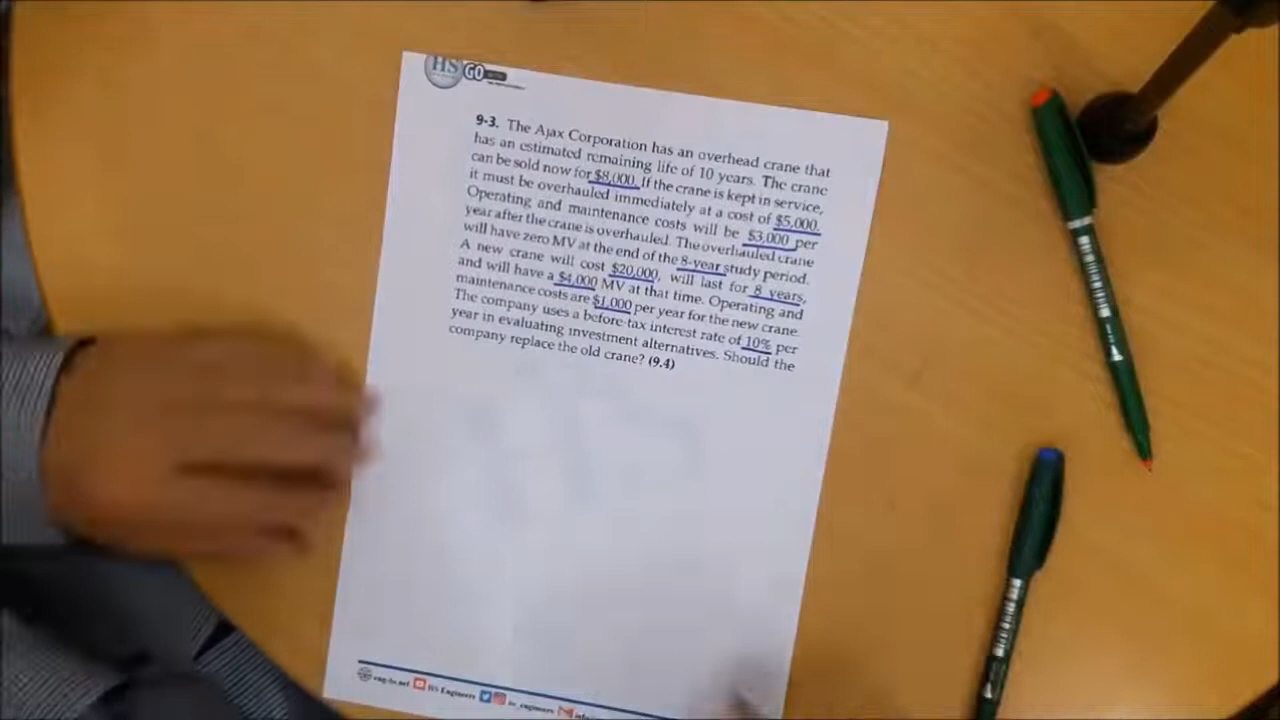 HS GO
9-3. The Ajax Corporation has an overhead crane that
has an estimated remaining life of 10 years. The crane
can be sold now for $8,000. If the crane is kept in service,
it must be overhauled immediately at a cost of $5,000.
Operating and maintenance costs will be $3,000 per
year after the crane is overhauled. The overhauled crane
will have zero MV at the end of the 8-year study period.
A new crane will cost $20,000, will last for 8 years,
and will have a $4,000 MV at that time. Operating and
maintenance costs are $1,000 per year for the new crane.
The company uses a before-tax interest rate of 10% per
year in evaluating investment alternatives. Should the
company replace the old crane? (9.4)
eng-hs.net HS Engineers hs_engineers